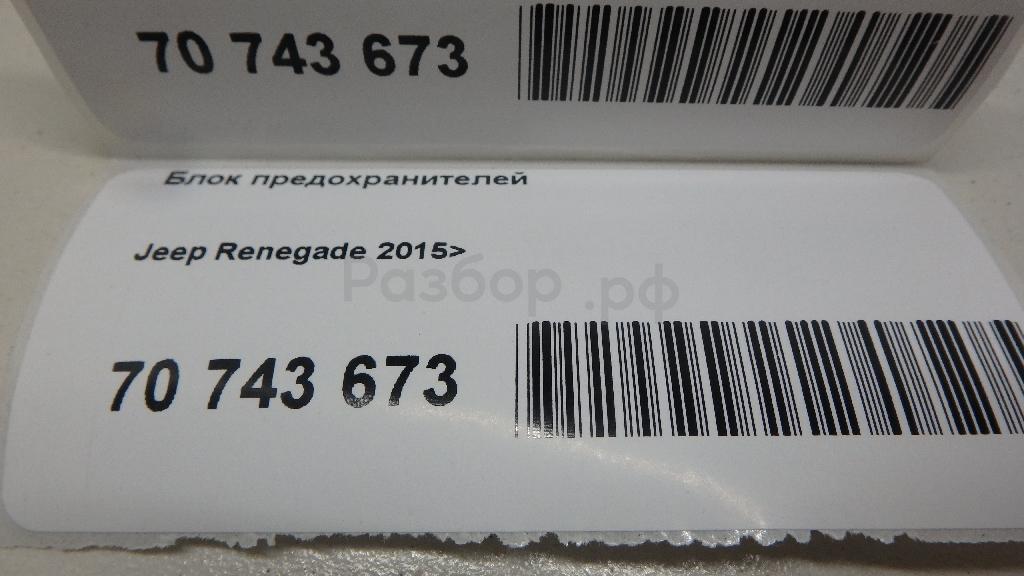 70 743 673
Блок предохранителей
Jeep Renegade 2015>
Разбор.рф
70 743 673